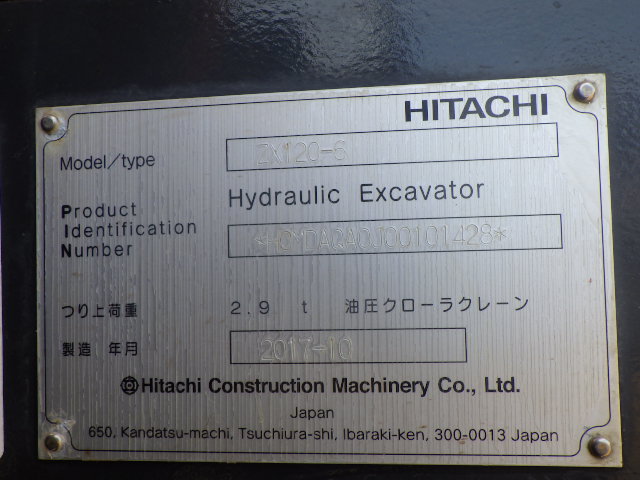 HITACHI
Model/type ZX120-6
Hydraulic Excavator
Product
Identification
Number
*HCMDAQA0J00101428*
つり上荷重 2.9 t 油圧クローラクレーン
製造 年月 2017-10
Hitachi Construction Machinery Co., Ltd.
Japan
650, Kandatsu-machi, Tsuchiura-shi, Ibaraki-ken, 300-0013 Japan